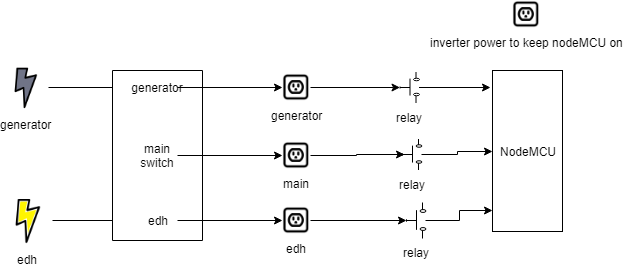 inverter power to keep nodeMCU on
generator
generator
generator
relay
main
switch
main
relay
NodeMCU
edh
edh
edh
relay